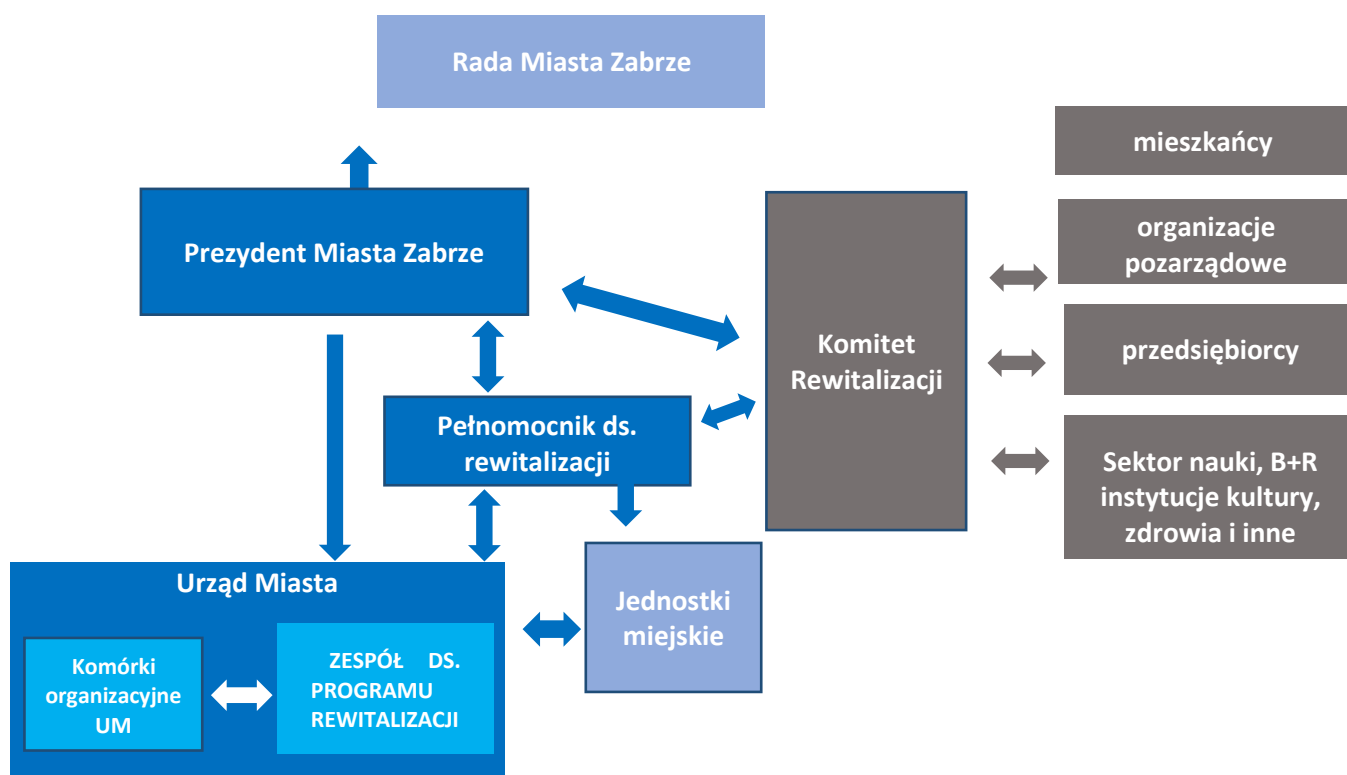 Rada Miasta Zabrze
mieszkańcy
Prezydent Miasta Zabrze
organizacje
pozarządowe
Komitet
Rewitalizacji
przedsiębiorcy
Pełnomocnik ds.
rewitalizacji
Sektor nauki, B+R
instytucje kultury,
zdrowia i inne
Urząd Miasta
Jednostki
miejskie
Komórki
organizacyjne
UM
ZESPÓŁ DS.
PROGRAMU
REWITALIZACJI